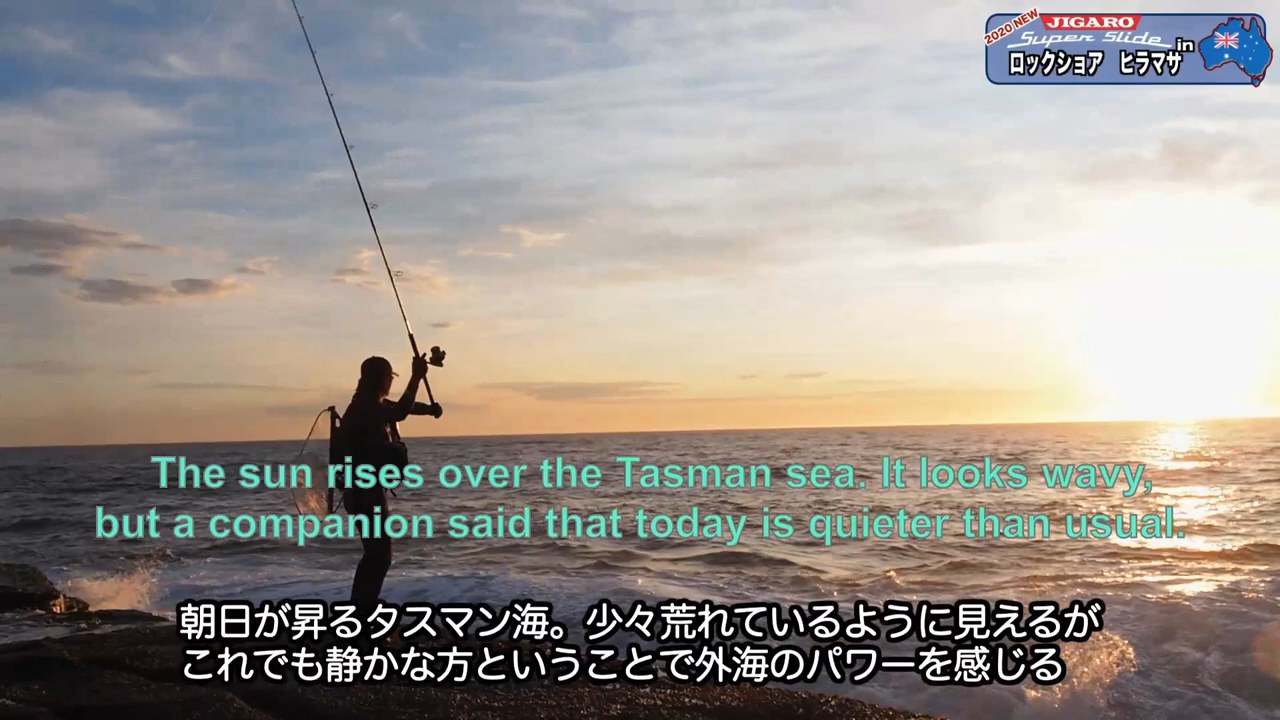 2020 NEW
JIGARO
Super Slide in
ロックショア ヒラマサ
The sun rises over the Tasman sea. It looks wavy,
but a companion said that today is quieter than usual.
朝日が昇るタスマン海。少々荒れているように見えるが
これでも静かな方ということで外海のパワーを感じる